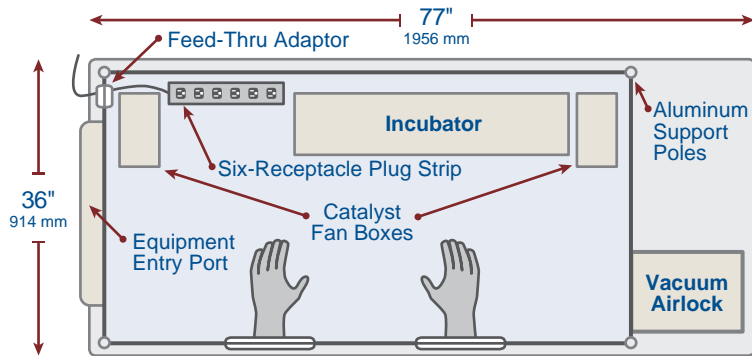 77"
1956 mm
Feed-Thru Adaptor
Incubator
Aluminum
Support
Poles
Six-Receptacle Plug Strip
36"
914 mm
Catalyst
Fan Boxes
Equipment
Entry Port
Vacuum
Airlock